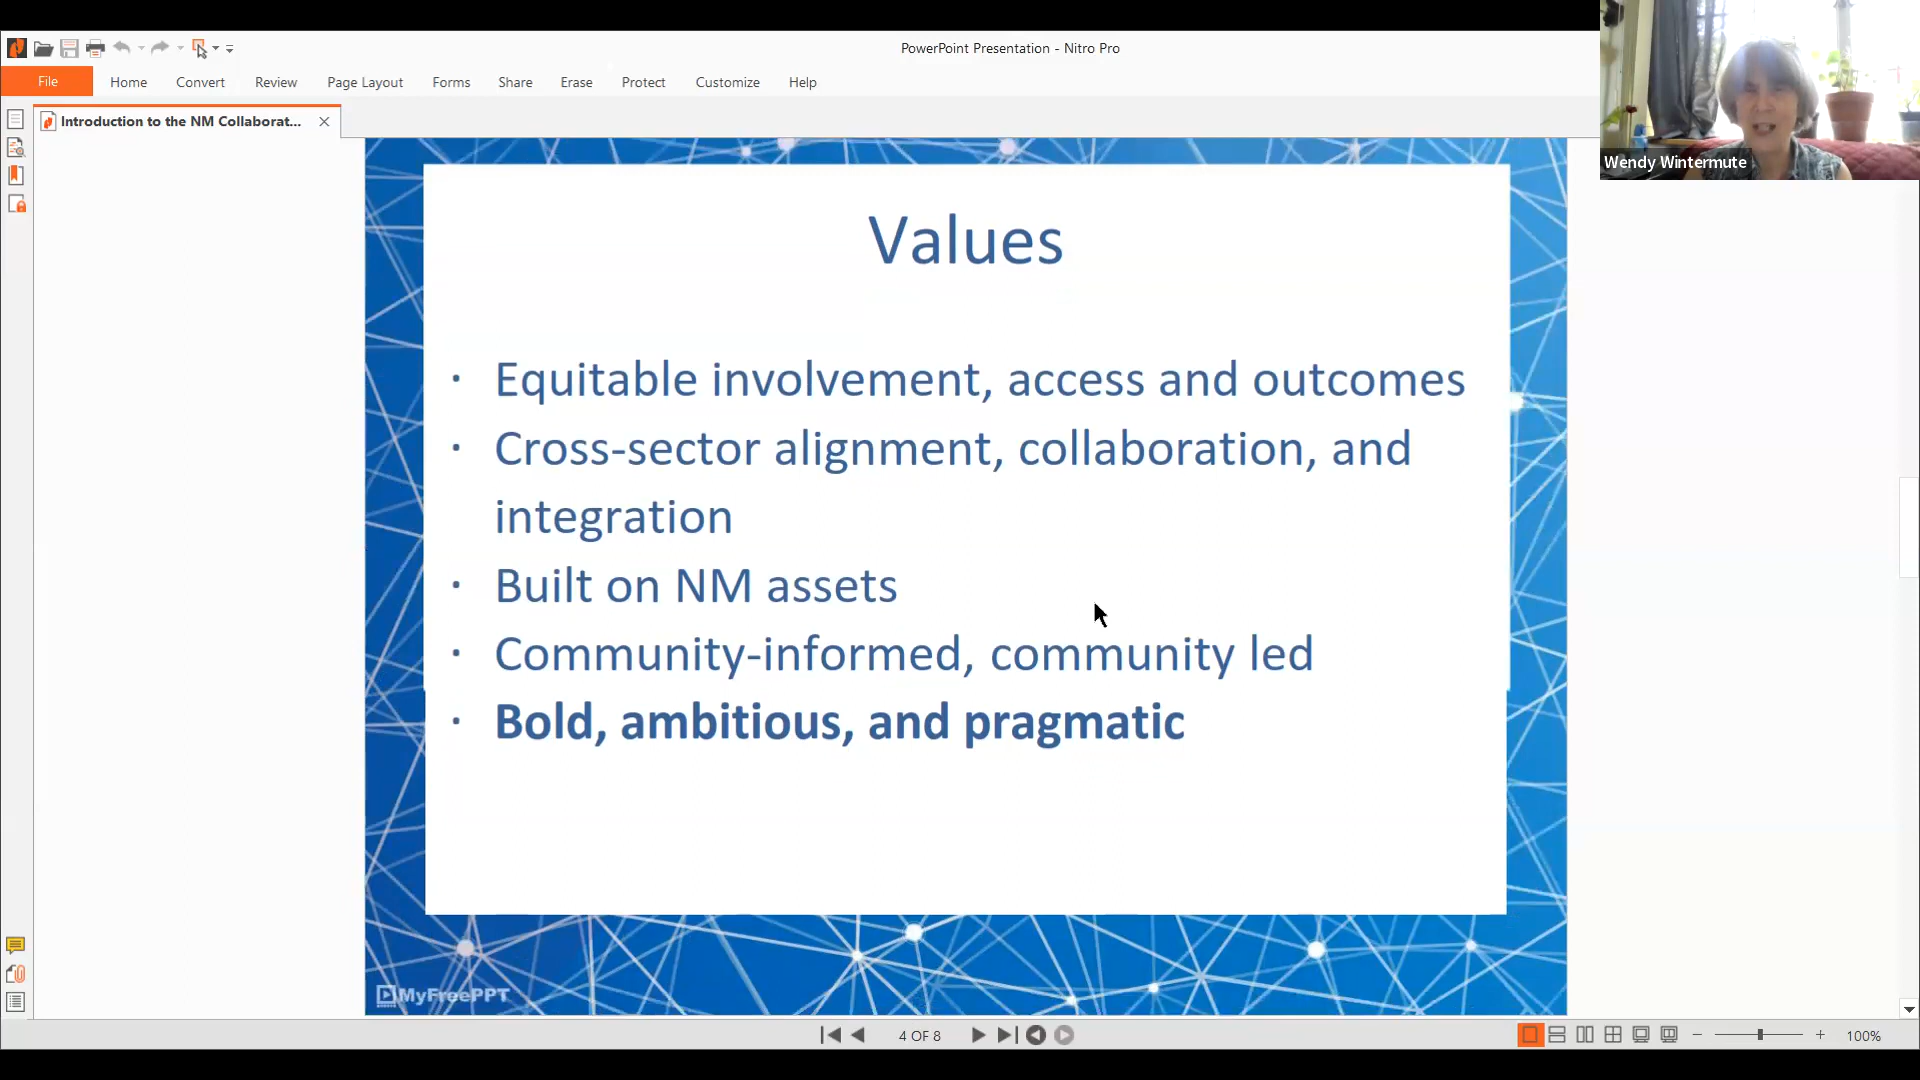 PowerPoint Presentation - Nitro Pro
File Home Convert Review Page Layout Forms Share Erase Protect Customize Help
Introduction to the NM Collaborat...
Wendy Wintermute
Values
· Equitable involvement, access and outcomes
· Cross-sector alignment, collaboration, and
integration
· Built on NM assets
· Community-informed, community led
· Bold, ambitious, and pragmatic
MyFreePPT
4 OF 8
100%